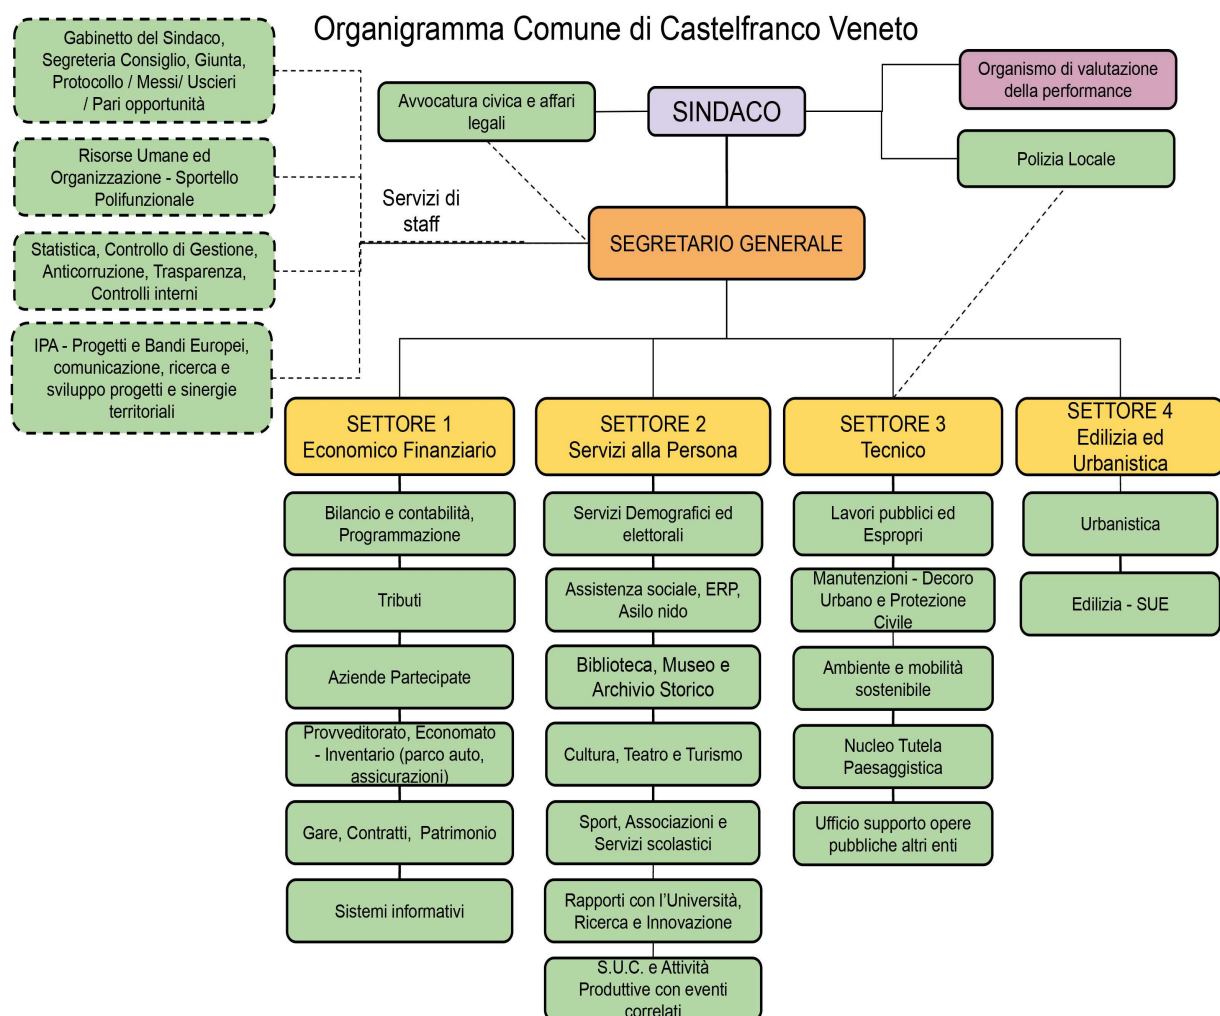 Organigramma Comune di Castelfranco Veneto
Gabinetto del Sindaco,
Segreteria Consiglio, Giunta,
Protocollo / Messi/ Uscieri
/ Pari opportunità
Risorse Umane ed
Organizzazione - Sportello
Polifunzionale
Statistica, Controllo di Gestione,
Anticorruzione, Trasparenza,
Controlli interni
IPA - Progetti e Bandi Europei,
comunicazione, ricerca e
sviluppo progetti e sinergie
territoriali
Servizi di
staff
Avvocatura civica e affari
legali
SINDACO
Organismo di valutazione
della performance
Polizia Locale
SEGRETARIO GENERALE
SETTORE 1
Economico Finanziario
Bilancio e contabilità,
Programmazione
Tributi
Aziende Partecipate
Provveditorato, Economato
- Inventario (parco auto,
assicurazioni)
Gare, Contratti, Patrimonio
Sistemi informativi
SETTORE 2
Servizi alla Persona
Servizi Demografici ed
elettorali
Assistenza sociale, ERP,
Asilo nido
Biblioteca, Museo e
Archivio Storico
Cultura, Teatro e Turismo
Sport, Associazioni e
Servizi scolastici
Rapporti con l’Università,
Ricerca e Innovazione
S.U.C. e Attività
Produttive con eventi
correlati
SETTORE 3
Tecnico
Lavori pubblici ed
Espropri
Manutenzioni - Decoro
Urbano e Protezione
Civile
Ambiente e mobilità
sostenibile
Nucleo Tutela
Paesaggistica
Ufficio supporto opere
pubbliche altri enti
SETTORE 4
Edilizia ed
Urbanistica
Urbanistica
Edilizia - SUE